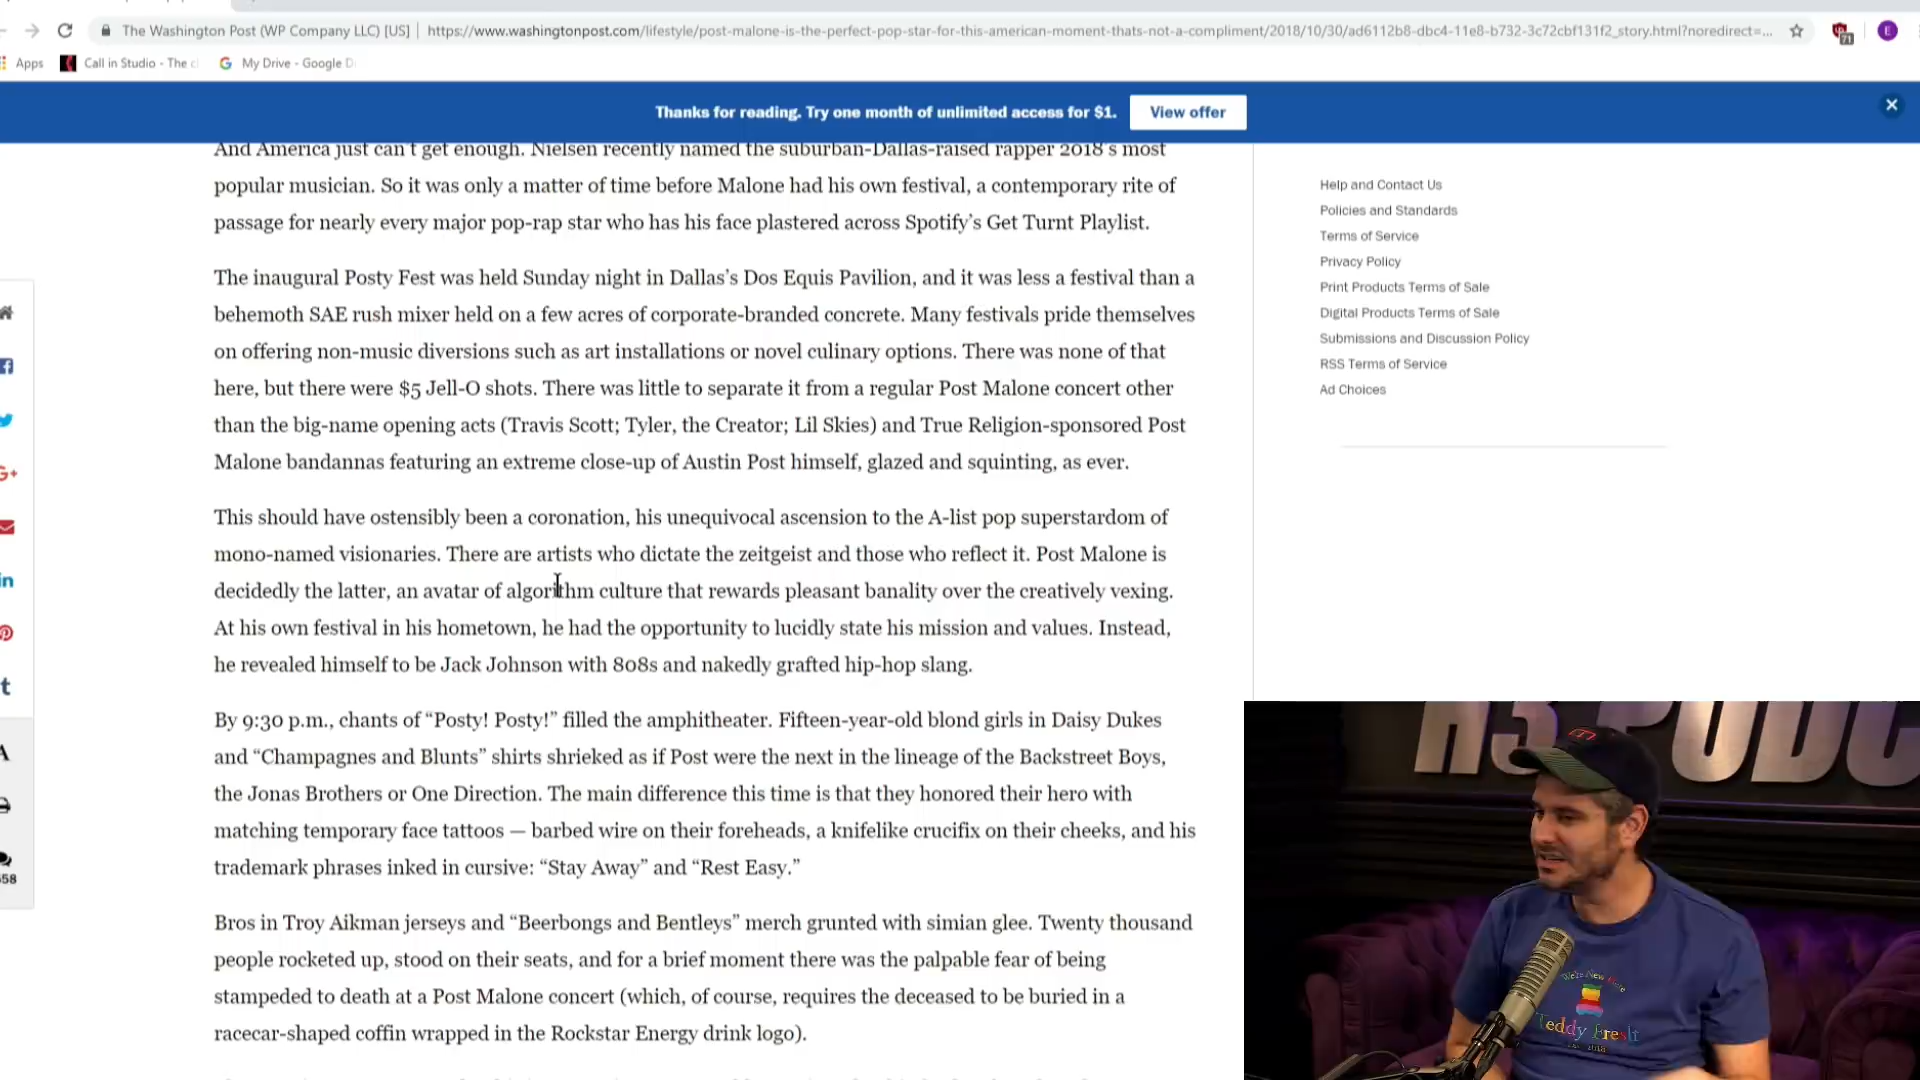 The Washington Post (WP Company LLC) [US]
https://www.washingtonpost.com/lifestyle/post-malone-is-the-perfect-pop-star-for-this-american-moment-thats-not-a-compliment/2018/10/30/ad6112b8-dbc4-11e8-b732-3c72cbf131f2_story.html?noredirect=...
71
E
Apps
Call in Studio - The
My Drive - Google
Thanks for reading. Try one month of unlimited access for $1.
View offer
And America just can't get enough. Nielsen recently named the suburban-Dallas-raised rapper 2018's most
popular musician. So it was only a matter of time before Malone had his own festival, a contemporary rite of
passage for nearly every major pop-rap star who has his face plastered across Spotify's Get Turnt Playlist.
The inaugural Posty Fest was held Sunday night in Dallas's Dos Equis Pavilion, and it was less a festival than a
behemoth SAE rush mixer held on a few acres of corporate-branded concrete. Many festivals pride themselves
on offering non-music diversions such as art installations or novel culinary options. There was none of that
here, but there were $5 Jell-O shots. There was little to separate it from a regular Post Malone concert other
than the big-name opening acts (Travis Scott; Tyler, the Creator; Lil Skies) and True Religion-sponsored Post
Malone bandannas featuring an extreme close-up of Austin Post himself, glazed and squinting, as ever.
This should have ostensibly been a coronation, his unequivocal ascension to the A-list pop superstardom of
mono-named visionaries. There are artists who dictate the zeitgeist and those who reflect it. Post Malone is
decidedly the latter, an avatar of algorithm culture that rewards pleasant banality over the creatively vexing.
At his own festival in his hometown, he had the opportunity to lucidly state his mission and values. Instead,
he revealed himself to be Jack Johnson with 808s and nakedly grafted hip-hop slang.
By 9:30 p.m., chants of “Posty! Posty!” filled the amphitheater. Fifteen-year-old blond girls in Daisy Dukes
and “Champagnes and Blunts” shirts shrieked as if Post were the next in the lineage of the Backstreet Boys,
the Jonas Brothers or One Direction. The main difference this time is that they honored their hero with
matching temporary face tattoos — barbed wire on their foreheads, a knifelike crucifix on their cheeks, and his
trademark phrases inked in cursive: “Stay Away” and “Rest Easy.”
Bros in Troy Aikman jerseys and “Beerbongs and Bentleys” merch grunted with simian glee. Twenty thousand
people rocketed up, stood on their seats, and for a brief moment there was the palpable fear of being
stampeded to death at a Post Malone concert (which, of course, requires the deceased to be buried in a
racecar-shaped coffin wrapped in the Rockstar Energy drink logo).
Help and Contact Us
Policies and Standards
Terms of Service
Privacy Policy
Print Products Terms of Sale
Digital Products Terms of Sale
Submissions and Discussion Policy
RSS Terms of Service
Ad Choices
G+
in
t
A
58
H3 PODC
Teddy Fresh